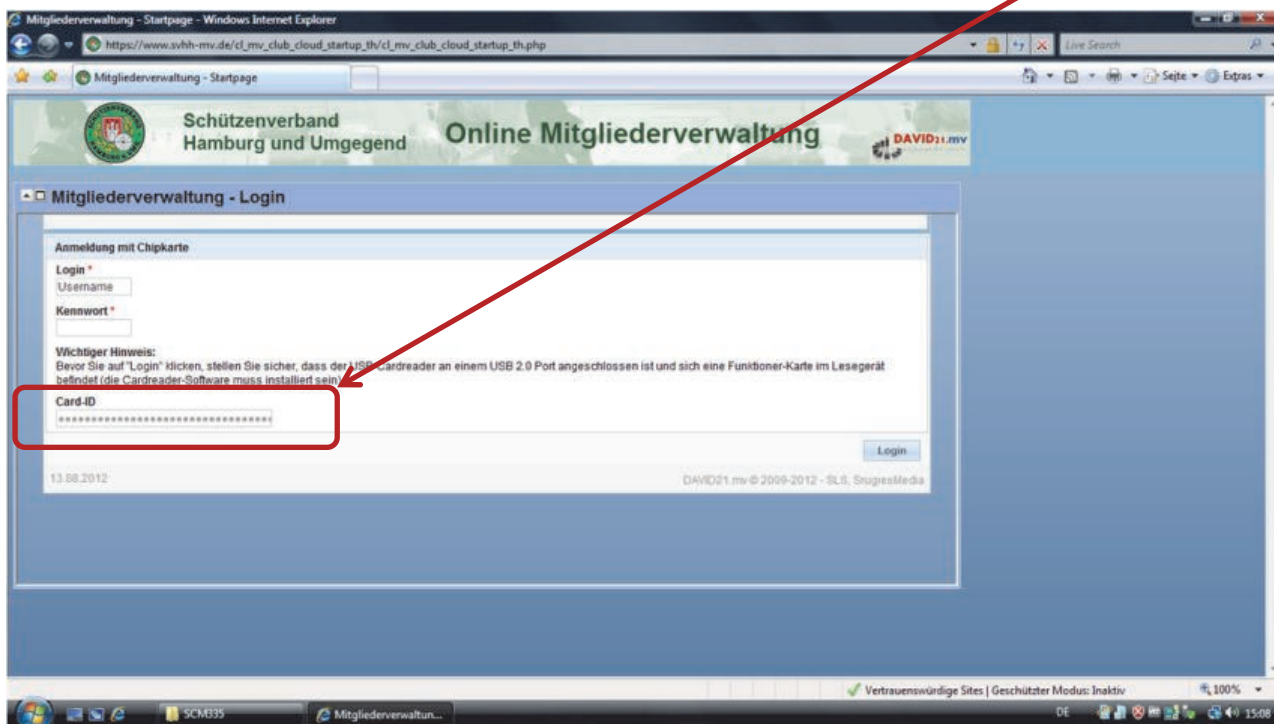 Mitgliederverwaltung - Startpage - Windows Internet Explorer
https://www.svhh-mv.de/cl_mv_club_cloud_startup_th/cl_mv_club_cloud_startup_th.php
Live Search
Mitgliederverwaltung - Startpage
Seite
Extras
Schützenverband
Hamburg und Umgegend
Online Mitgliederverwaltung
DAVID21.mv
Mitgliederverwaltung - Login
Anmeldung mit Chipkarte
Login *
Username
Kennwort *
Wichtiger Hinweis:
Bevor Sie auf "Login" klicken, stellen Sie sicher, dass der USB-Cardreader an einem USB 2.0 Port angeschlossen ist und sich eine Funktioner-Karte im Lesegerät
befindet (die Cardreader-Software muss installiert sein)
Card-ID
Login
13.08.2012
DAVID21.mv © 2009-2012 - SLS, SrugiesMedia
Vertrauenswürdige Sites | Geschützter Modus: Inaktiv
100%
SCM335
Mitgliederverwaltun...
DE
15:08